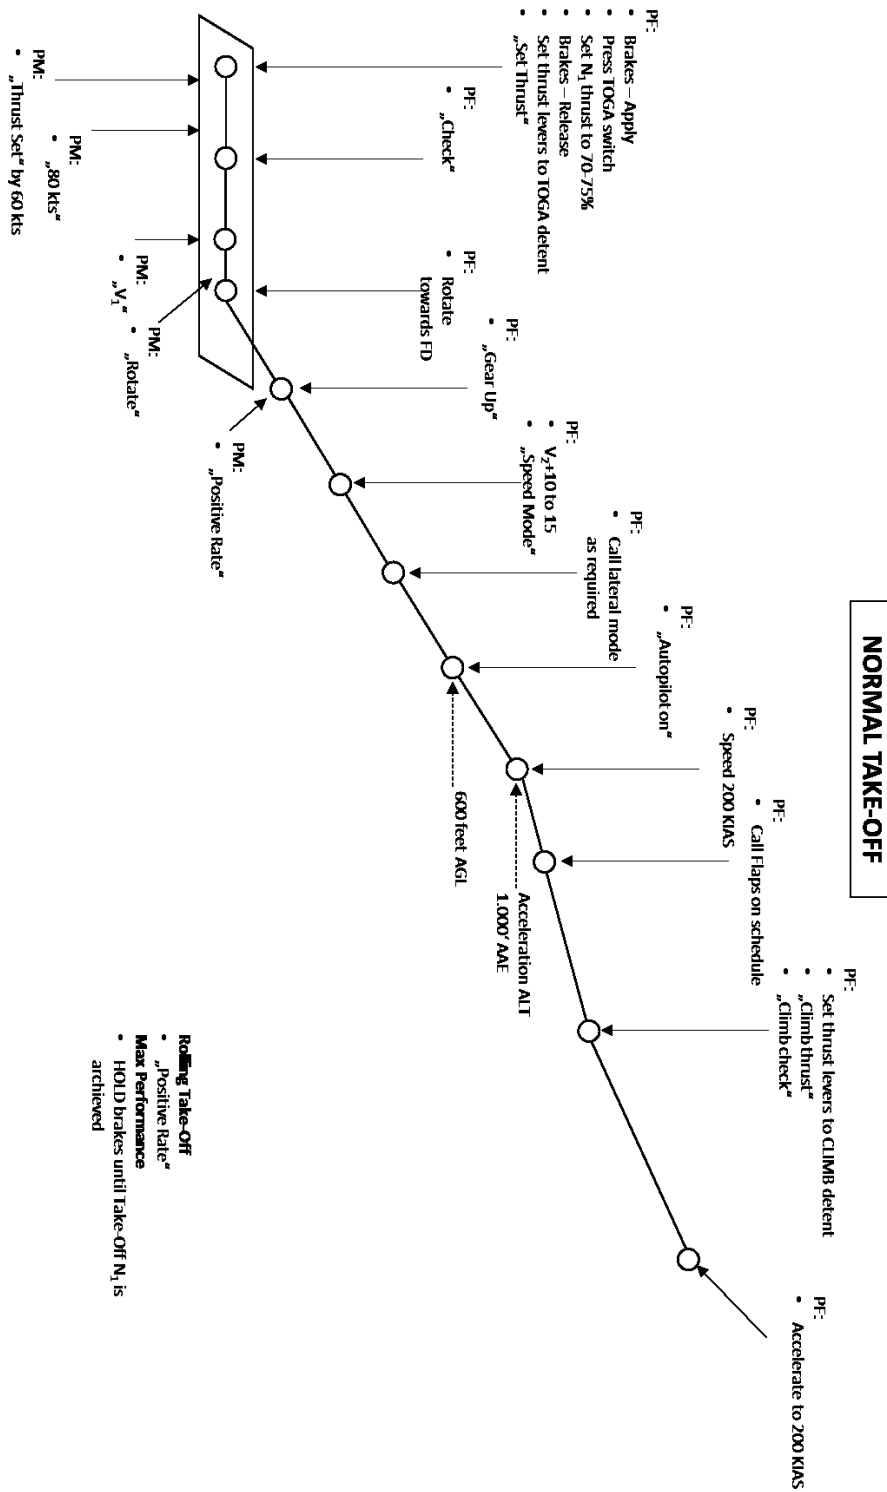 NORMAL TAKE-OFF
PF:
• Brakes – Apply
• Press TOGA switch
• Set N₁ thrust to 70-75%
• Brakes – Release
• Set thrust levers to TOGA detent
• „Set Thrust“
PF:
• „Check“
PF:
• Rotate
towards FD
PF:
• „Gear Up“
PF:
• V₂+10 to 15
• „Speed Mode“
PF:
• Call lateral mode
as required
PF:
• „Autopilot on“
PF:
• Speed 200 KIAS
PF:
• Call Flaps on schedule
PF:
• Set thrust levers to CLIMB detent
• „Climb thrust“
• „Climb check“
PF:
• Accelerate to 200 KIAS
PM:
• „Thrust Set“ by 60 kts
PM:
• „80 kts“
PM:
• „V₁“
PM:
• „Rotate“
PM:
• „Positive Rate“
600 feet AGL
Acceleration ALT
1.000‘ AAE
Rolling Take-Off
• „Positive Rate“
Max Performance
• HOLD brakes until Take-Off N₁ is
archieved